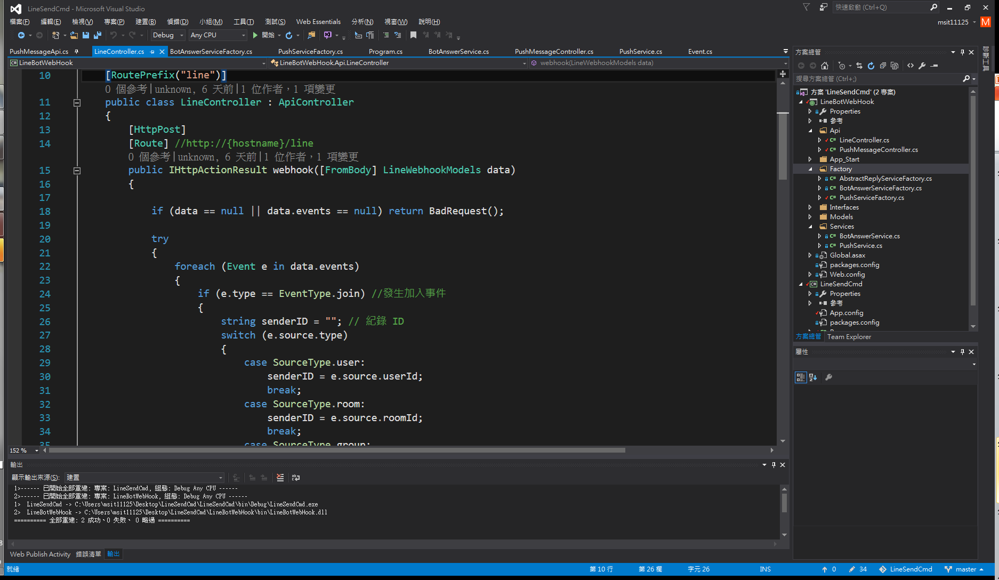 LineSendCmd - Microsoft Visual Studio
快速啟動 (Ctrl+Q)
檔案(F) 編輯(E) 檢視(V) 專案(P) 建置(B) 偵錯(D) 小組(M) 工具(T) 測試(S) Web Essentials 分析(N) 視窗(W) 說明(H)
msit11125 M
Debug Any CPU 開始
PushMessageApi.cs LineController.cs BotAnswerServiceFactory.cs PushServiceFactory.cs Program.cs BotAnswerService.cs PushMessageController.cs PushService.cs Event.cs
LineBotWebHook LineBotWebHook.Api.LineController webhook(LineWebhookModels data)
10 [RoutePrefix("line")]
0 個參考|unknown, 6 天前|1 位作者，1 項變更
11 public class LineController : ApiController
12 {
13 [HttpPost]
14 [Route] //http://{hostname}/line
0 個參考|unknown, 6 天前|1 位作者，1 項變更
15 public IHttpActionResult webhook([FromBody] LineWebhookModels data)
16 {
17
18 if (data == null || data.events == null) return BadRequest();
19
20 try
21 {
22 foreach (Event e in data.events)
23 {
24 if (e.type == EventType.join) //發生加入事件
25 {
26 string senderID = ""; // 紀錄 ID
27 switch (e.source.type)
28 {
29 case SourceType.user:
30 senderID = e.source.userId;
31 break;
32 case SourceType.room:
33 senderID = e.source.roomId;
34 break;
35 case SourceType.group:
152 %
輸出
顯示輸出來源(S): 建置
1>------ 已開始全部重建: 專案: LineSendCmd, 組態: Debug Any CPU ------
2>------ 已開始全部重建: 專案: LineBotWebHook, 組態: Debug Any CPU ------
1> LineSendCmd -> C:\Users\msit11125\Desktop\LineSendCmd\LineSendCmd\bin\Debug\LineSendCmd.exe
2> LineBotWebHook -> C:\Users\msit11125\Desktop\LineSendCmd\LineBotWebHook\bin\LineBotWebHook.dll
========== 全部重建: 2 成功、0 失敗、 0 略過 ==========
Web Publish Activity 錯誤清單 輸出
方案總管
搜尋方案總管 (Ctrl+;)
方案 'LineSendCmd' (2 專案)
LineBotWebHook
Properties
參考
Api
LineController.cs
PushMessageController.cs
App_Start
Factory
AbstractReplyServiceFactory.cs
BotAnswerServiceFactory.cs
PushServiceFactory.cs
Interfaces
Models
Services
BotAnswerService.cs
PushService.cs
Global.asax
packages.config
Web.config
LineSendCmd
Properties
參考
App.config
packages.config
方案總管 Team Explorer
屬性
診斷工具
就緒 第 10 行 第 26 欄 字元 26 INS 0 34 LineSendCmd master